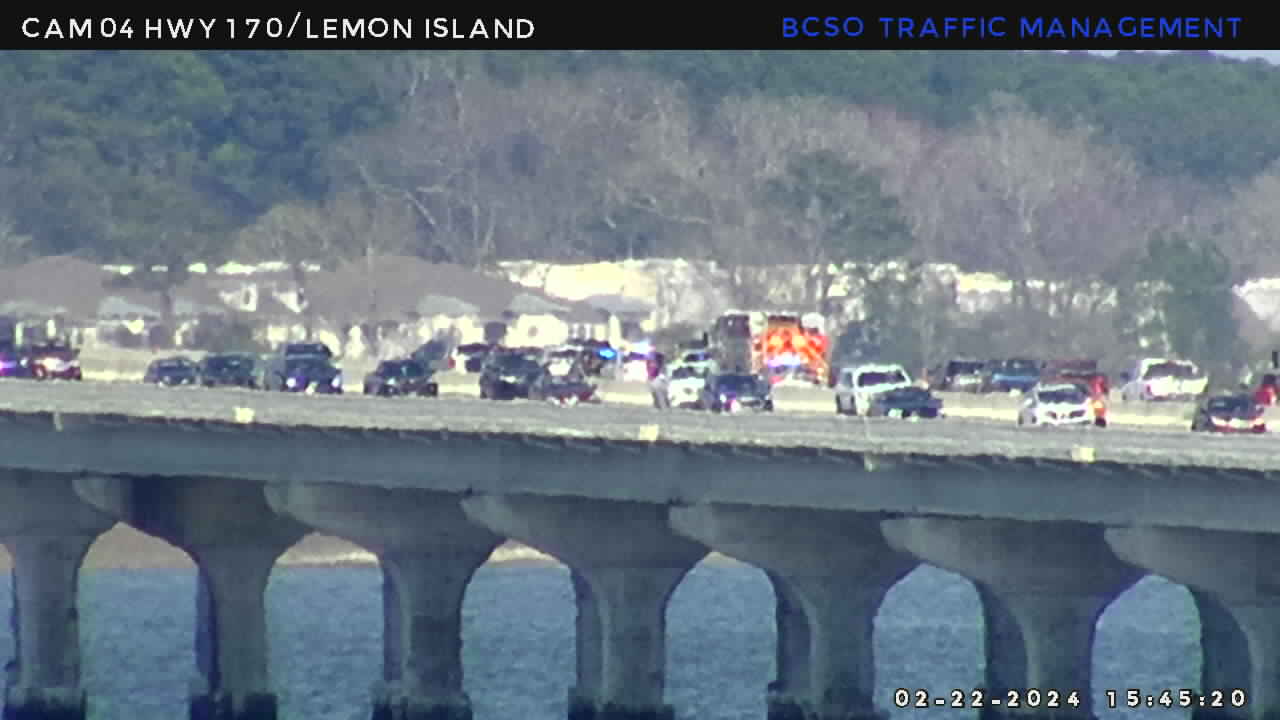 CAM04 HWY 170/LEMON ISLAND
BCSO TRAFFIC MANAGEMENT
02-22-2024 15:45:20